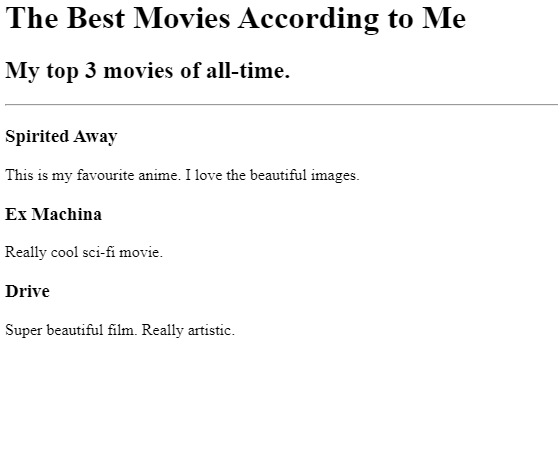 The Best Movies According to Me
My top 3 movies of all-time.
Spirited Away
This is my favourite anime. I love the beautiful images.
Ex Machina
Really cool sci-fi movie.
Drive
Super beautiful film. Really artistic.